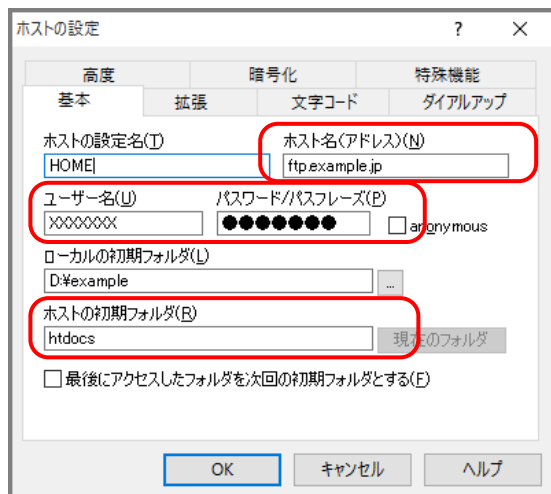 ホストの設定 ? ×
高度 暗号化 特殊機能
基本 拡張 文字コード ダイアルアップ
ホストの設定名(T) ホスト名(アドレス)(N)
HOME ftp.example.jp
ユーザー名(U) パスワード/パスフレーズ(P)
XXXXXXX ●●●●●●● anonymous
ローカルの初期フォルダ(L)
D:¥example ...
ホストの初期フォルダ(R)
htdocs 現在のフォルダ
最後にアクセスしたフォルダを次回の初期フォルダとする(F)
OK キャンセル ヘルプ